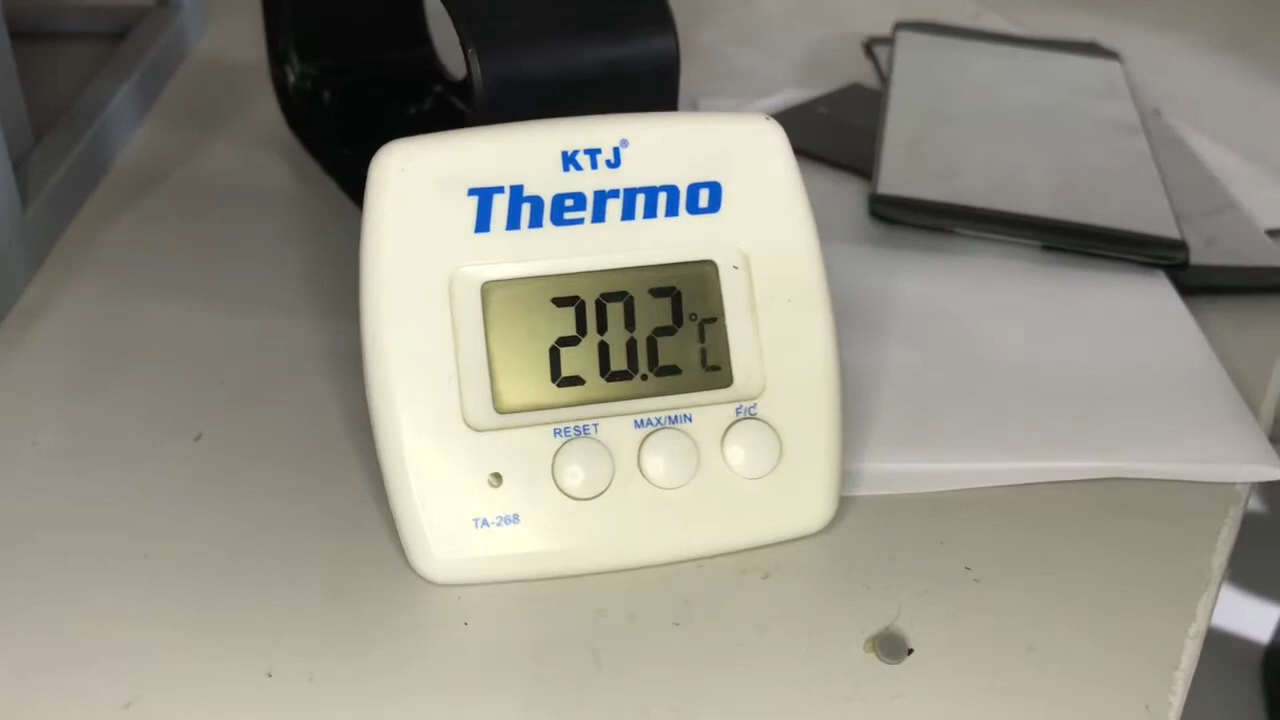 KTJ®
Thermo
20.2°C
RESET MAX/MIN °F/°C
TA-268